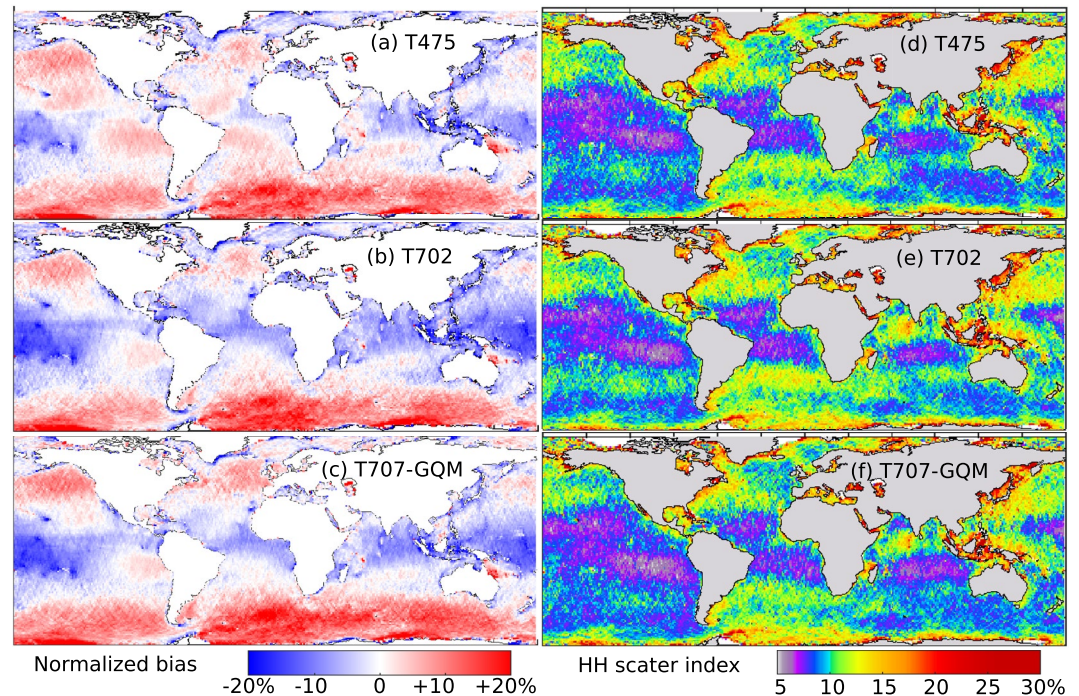 (a) T475
(d) T475
(b) T702
(e) T702
(c) T707-GQM
(f) T707-GQM
Normalized bias
-20% -10 0 +10% +20%
HH scater index
5 10 15 20 25 30%